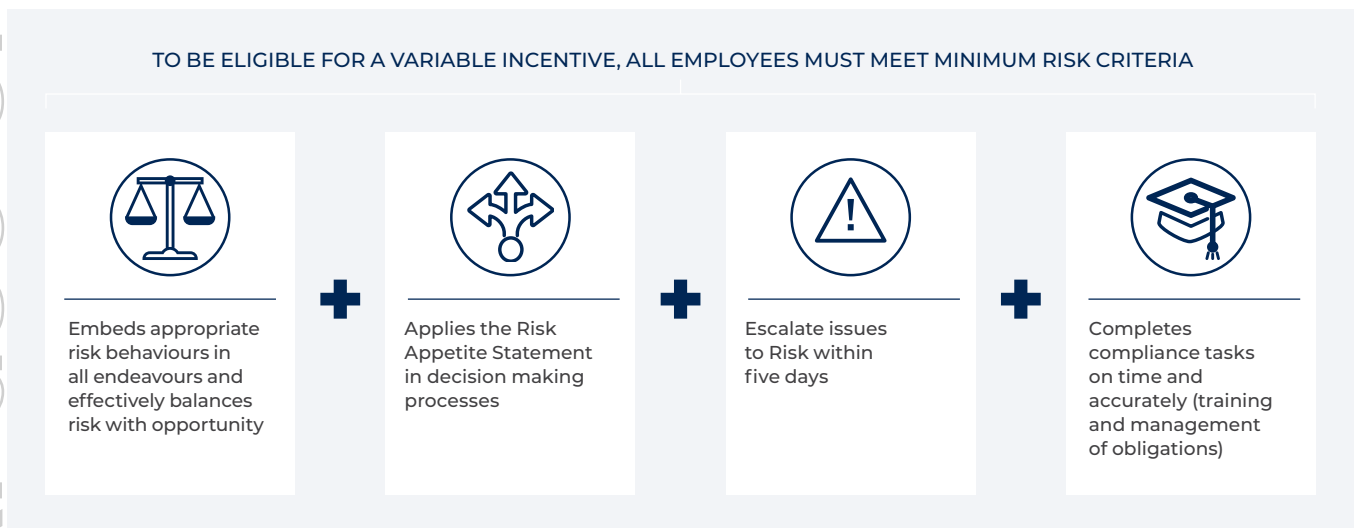 TO BE ELIGIBLE FOR A VARIABLE INCENTIVE, ALL EMPLOYEES MUST MEET MINIMUM RISK CRITERIA
Embeds appropriate
risk behaviours in
all endeavours and
effectively balances
risk with opportunity
Applies the Risk
Appetite Statement
in decision making
processes
Escalate issues
to Risk within
five days
Completes
compliance tasks
on time and
accurately (training
and management
of obligations)